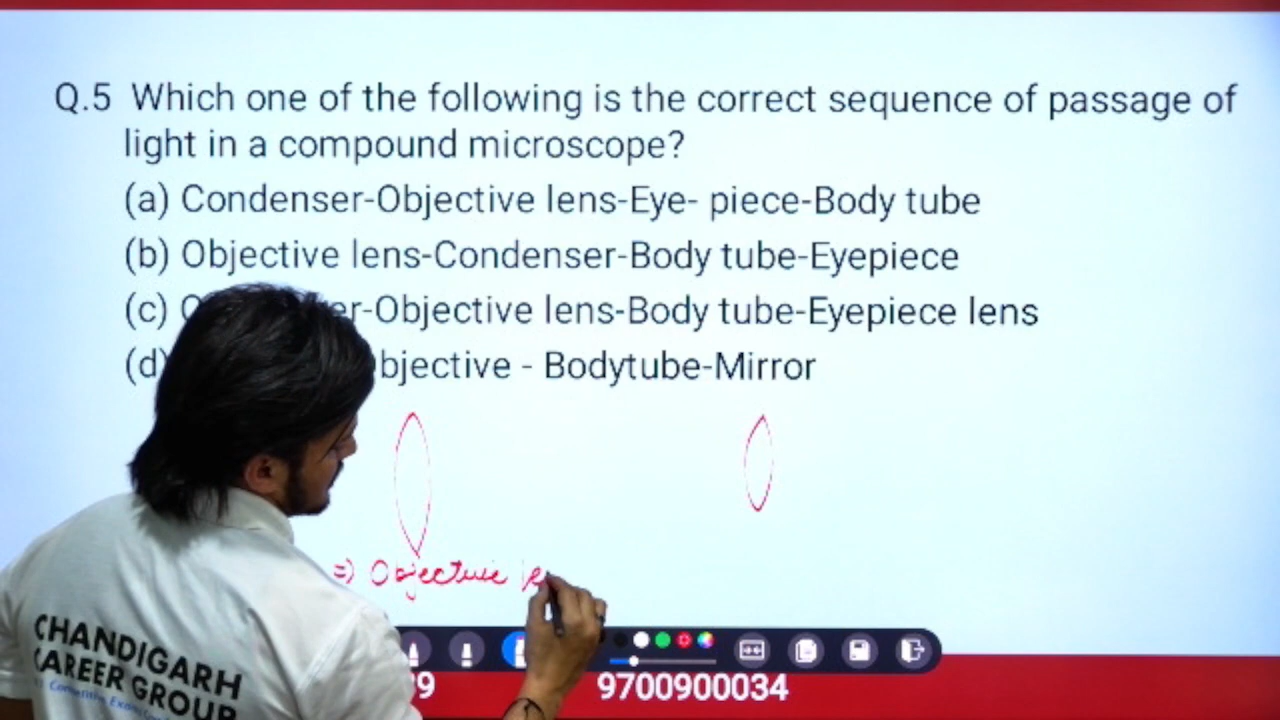 Q.5 Which one of the following is the correct sequence of passage of
light in a compound microscope?
(a) Condenser-Objective lens-Eye- piece-Body tube
(b) Objective lens-Condenser-Body tube-Eyepiece
(c) -Objective lens-Body tube-Eyepiece lens
(d) - Bodytube-Mirror
=) Objective le
CHANDIGARH
CAREER GROUP
9700900034